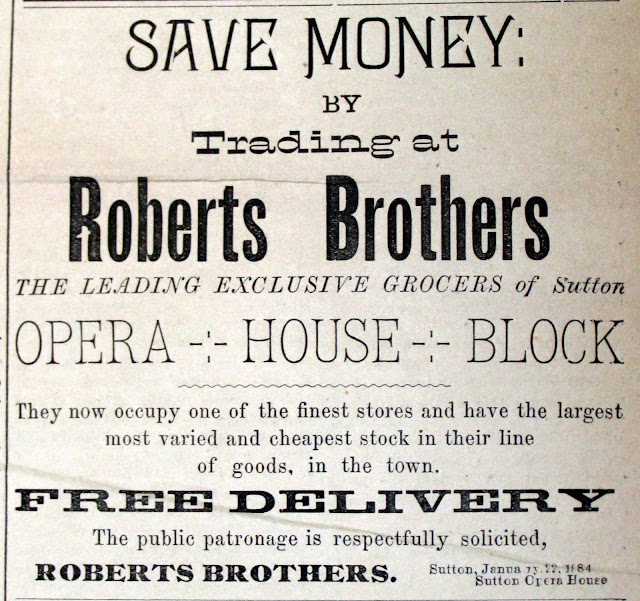 SAVE MONEY:
BY
Trading at
Roberts Brothers
THE LEADING EXCLUSIVE GROCERS of Sutton
OPERA -:- HOUSE -:- BLOCK
They now occupy one of the finest stores and have the largest
most varied and cheapest stock in their line
of goods, in the town.
FREE DELIVERY
The public patronage is respectfully solicited,
ROBERTS BROTHERS.
Sutton, 22, 1884
Sutton Opera House